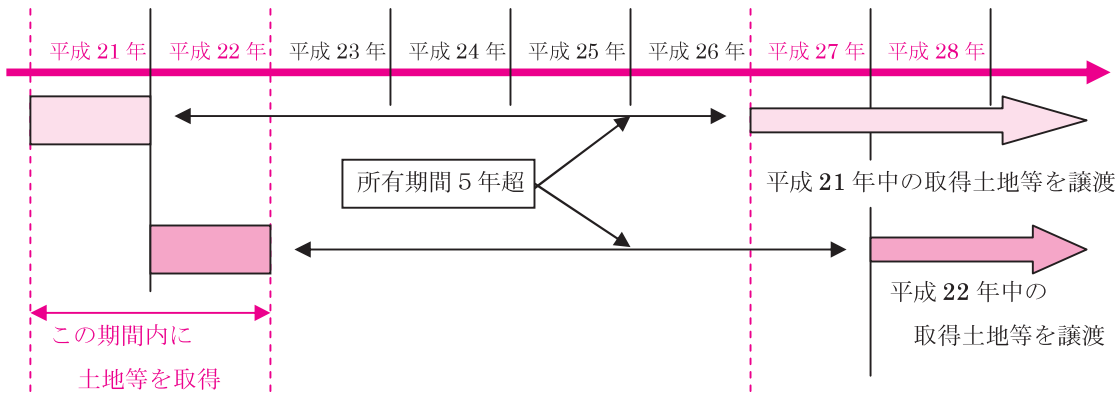 平成 21 年
平成 22 年
平成 23 年
平成 24 年
平成 25 年
平成 26 年
平成 27 年
平成 28 年
所有期間 5 年超
平成 21 年中の取得土地等を譲渡
平成 22 年中の
取得土地等を譲渡
この期間内に
土地等を取得